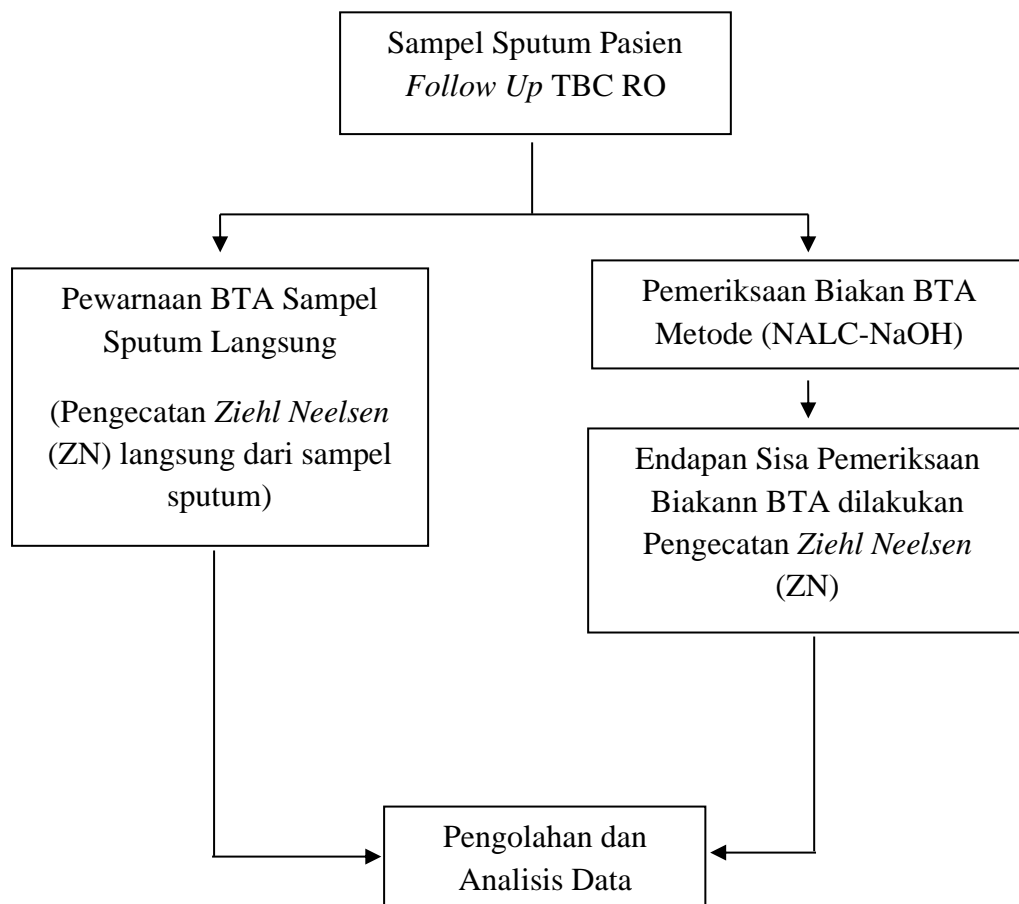 Sampel Sputum Pasien
Follow Up TBC RO
Pewarnaan BTA Sampel
Sputum Langsung
(Pengecatan Ziehl Neelsen
(ZN) langsung dari sampel
sputum)
Pemeriksaan Biakan BTA
Metode (NALC-NaOH)
Endapan Sisa Pemeriksaan
Biakann BTA dilakukan
Pengecatan Ziehl Neelsen
(ZN)
Pengolahan dan
Analisis Data